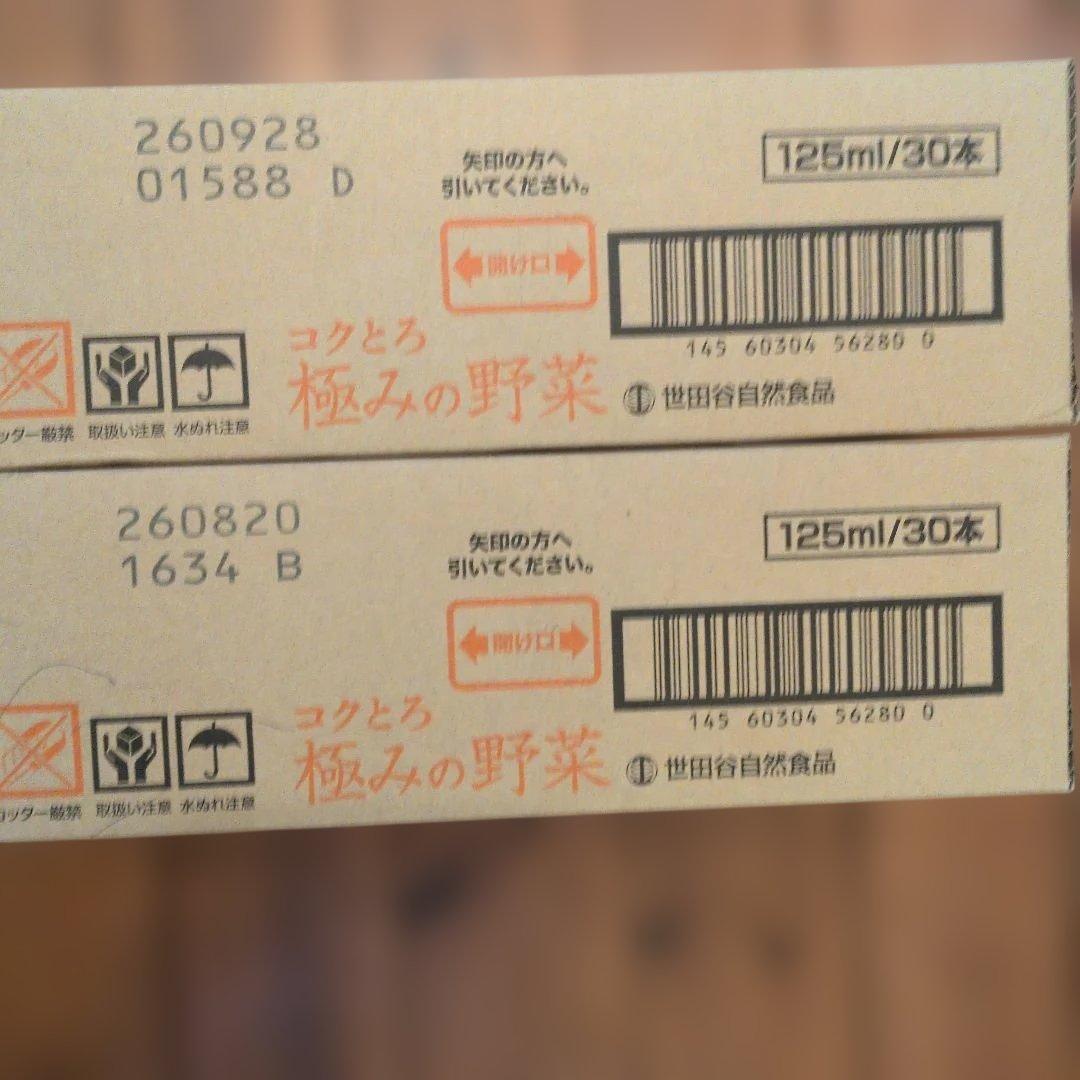 260928
01588 D
矢印の方へ
引いてください。
125ml/30本
開け口
145 60304 56280 0
コクとろ
極みの野菜
世田谷自然食品
ッター厳禁
取扱い注意
水ぬれ注意
260820
1634 B
矢印の方へ
引いてください。
125ml/30本
開け口
145 60304 56280 0
コクとろ
極みの野菜
世田谷自然食品
カッター厳禁
取扱い注意
水ぬれ注意